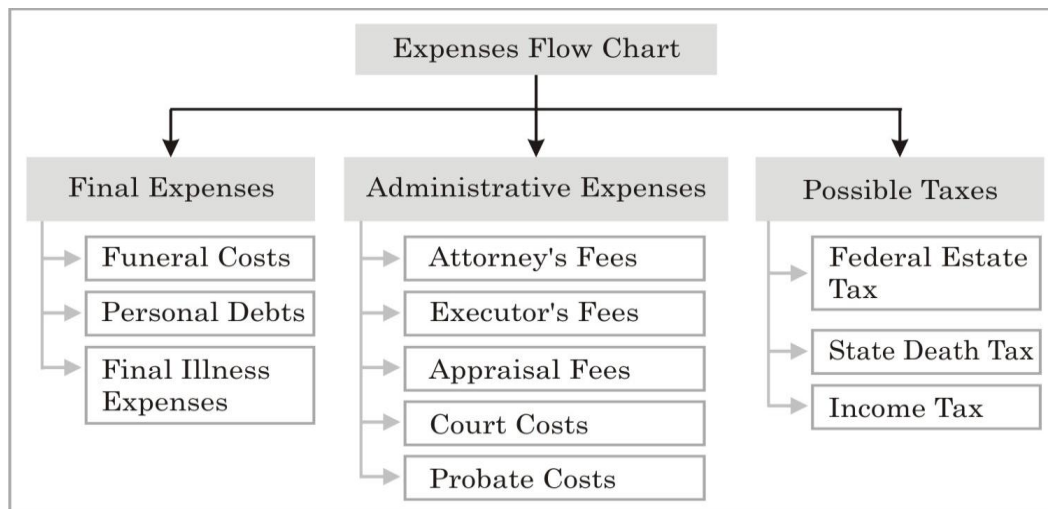 Expenses Flow Chart
Final Expenses
Funeral Costs
Personal Debts
Final Illness
Expenses
Administrative Expenses
Attorney's Fees
Executor's Fees
Appraisal Fees
Court Costs
Probate Costs
Possible Taxes
Federal Estate
Tax
State Death Tax
Income Tax